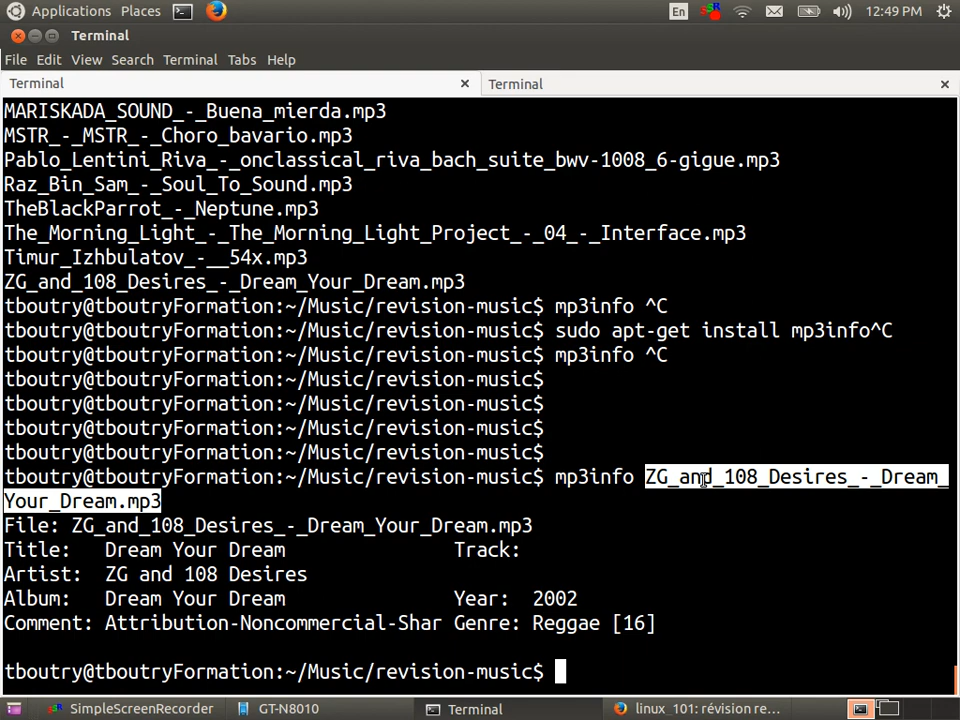 Applications Places En 12:49 PM
Terminal
File Edit View Search Terminal Tabs Help
Terminal × Terminal ×
MARISKADA_SOUND_-_Buena_mierda.mp3
MSTR_-_MSTR_-_Choro_bavario.mp3
Pablo_Lentini_Riva_-_onclassical_riva_bach_suite_bwv-1008_6-gigue.mp3
Raz_Bin_Sam_-_Soul_To_Sound.mp3
TheBlackParrot_-_Neptune.mp3
The_Morning_Light_-_The_Morning_Light_Project_-_04_-_Interface.mp3
Timur_Izhbulatov_-__54x.mp3
ZG_and_108_Desires_-_Dream_Your_Dream.mp3
tboutry@tboutryFormation:~/Music/revision-music$ mp3info ^C
tboutry@tboutryFormation:~/Music/revision-music$ sudo apt-get install mp3info^C
tboutry@tboutryFormation:~/Music/revision-music$ mp3info ^C
tboutry@tboutryFormation:~/Music/revision-music$
tboutry@tboutryFormation:~/Music/revision-music$
tboutry@tboutryFormation:~/Music/revision-music$
tboutry@tboutryFormation:~/Music/revision-music$
tboutry@tboutryFormation:~/Music/revision-music$ mp3info ZG_and_108_Desires_-_Dream_
Your_Dream.mp3
File: ZG_and_108_Desires_-_Dream_Your_Dream.mp3
Title: Dream Your Dream Track:
Artist: ZG and 108 Desires
Album: Dream Your Dream Year: 2002
Comment: Attribution-Noncommercial-Shar Genre: Reggae [16]
tboutry@tboutryFormation:~/Music/revision-music$
SimpleScreenRecorder GT-N8010 Terminal linux_101: révision re...